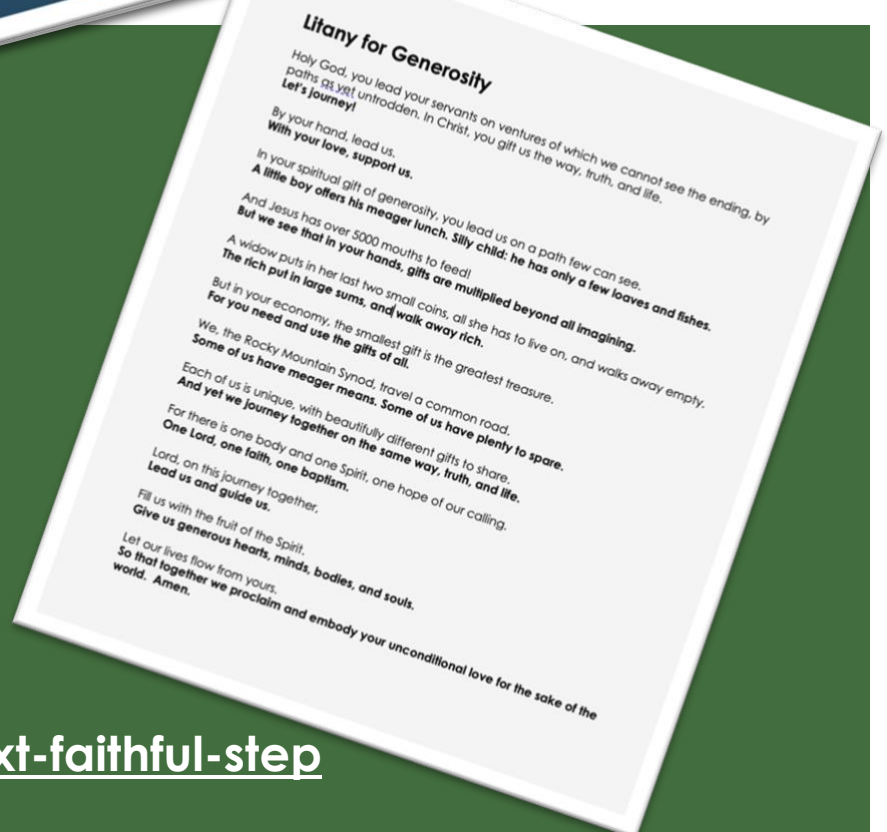 Litany for Generosity
Holy God, you lead your servants on ventures of which we cannot see the ending, by
paths as yet untrodden. In Christ, you gift us the way, truth, and life.
Let's journey!
By your hand, lead us.
With your love, support us.
In your spiritual gift of generosity, you lead us on a path few can see.
A little boy offers his meager lunch. Silly child: he has only a few loaves and fishes.
And Jesus has over 5000 mouths to feed!
But we see that in your hands, gifts are multiplied beyond all imagining.
A widow puts in her last two small coins, all she has to live on, and walks away empty.
The rich put in large sums, and walk away rich.
But in your economy, the smallest gift is the greatest treasure.
For you need and use the gifts of all.
We, the Rocky Mountain Synod, travel a common road.
Some of us have meager means. Some of us have plenty to spare.
Each of us is unique, with beautifully different gifts to share.
And yet we journey together on the same way, truth, and life.
For there is one body and one Spirit, one hope of our calling.
One Lord, one faith, one baptism.
Lord, on this journey together,
Lead us and guide us.
Fill us with the fruit of the Spirit.
Give us generous hearts, minds, bodies, and souls.
Let our lives flow from yours.
So that together we proclaim and embody your unconditional love for the sake of the
world. Amen.
xt-faithful-step